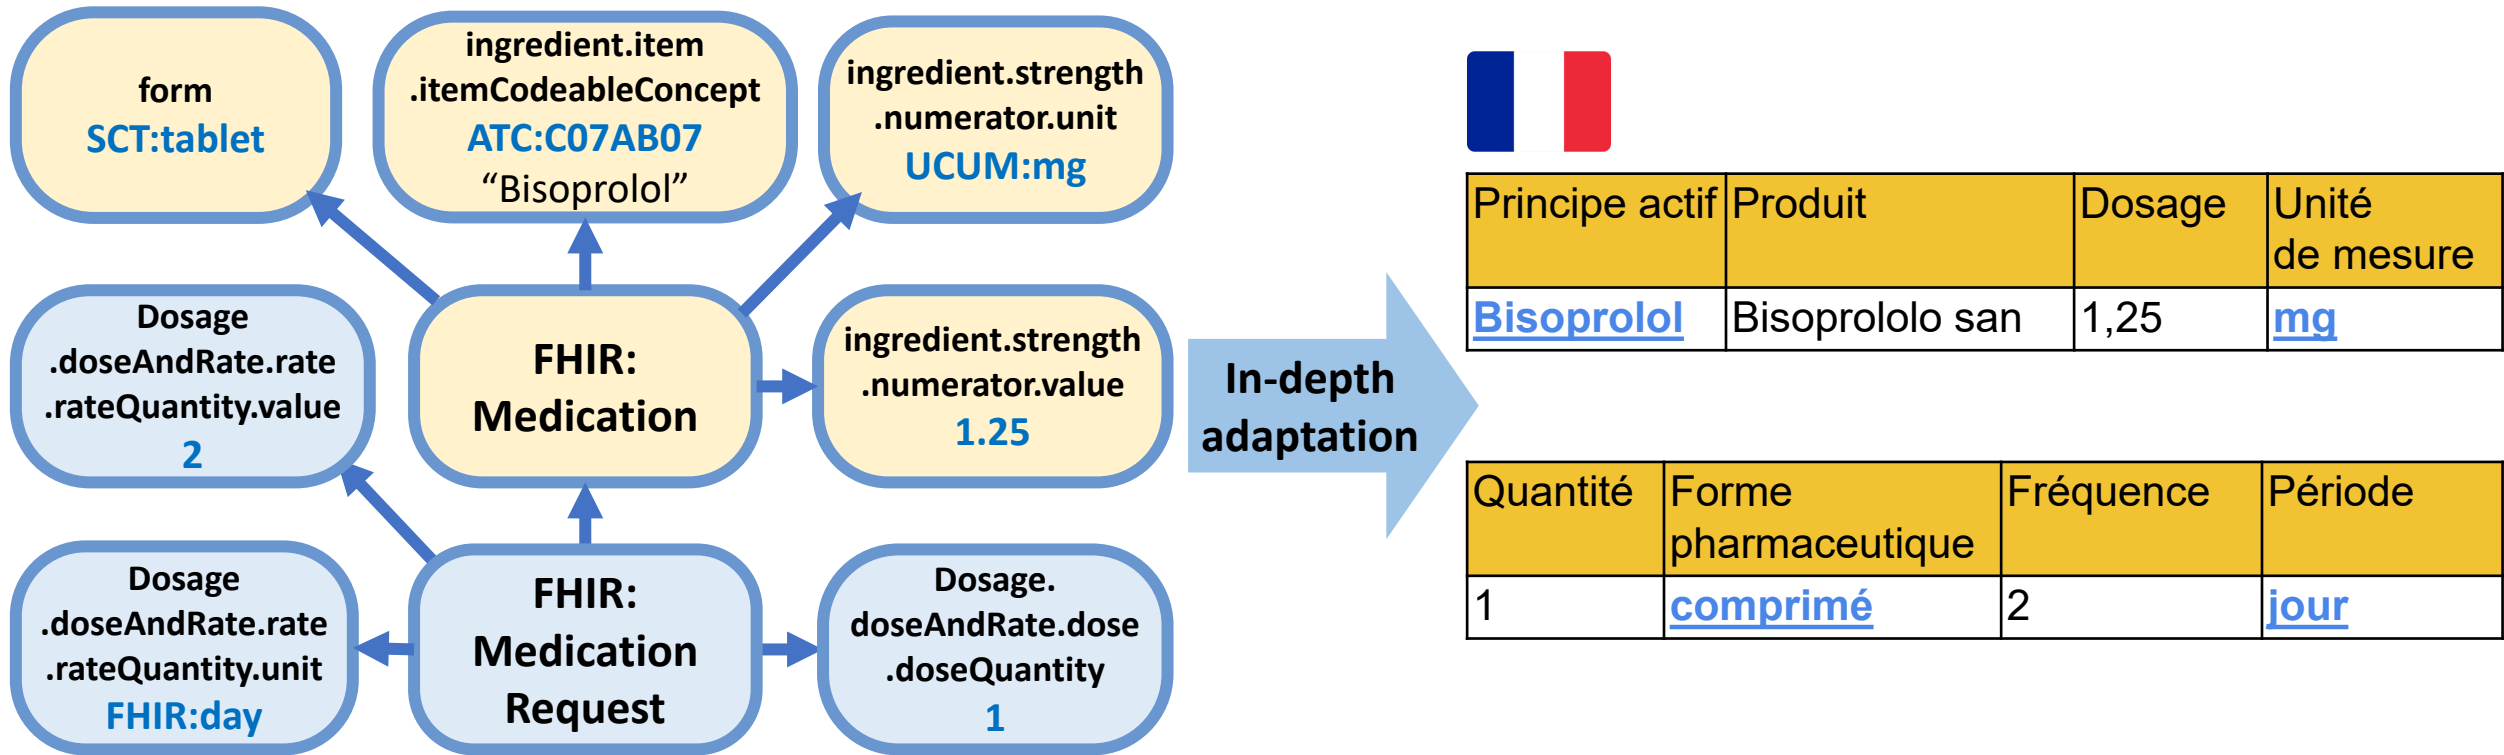 form
SCT:tablet
ingredient.item
.itemCodeableConcept
ATC:C07AB07
“Bisoprolol”
ingredient.strength
.numerator.unit
UCUM:mg
Dosage
.doseAndRate.rate
.rateQuantity.value
2
FHIR:
Medication
ingredient.strength
.numerator.value
1.25
Dosage
.doseAndRate.rate
.rateQuantity.unit
FHIR:day
FHIR:
Medication
Request
Dosage.
doseAndRate.dose
.doseQuantity
1
In-depth
adaptation
Principe actif Produit Dosage Unité
de mesure
Bisoprolol Bisoprololo san 1,25 mg
Quantité Forme Fréquence Période
pharmaceutique
1 comprimé 2 jour